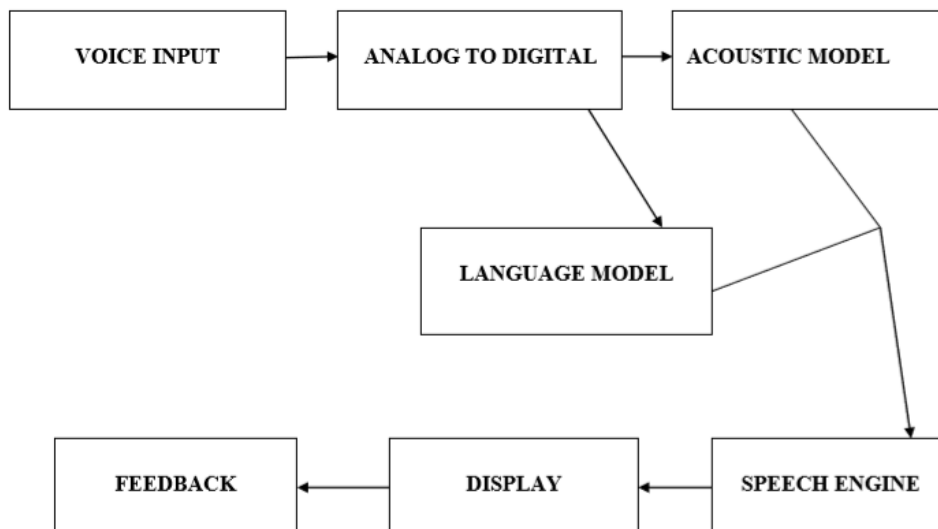 VOICE INPUT
ANALOG TO DIGITAL
ACOUSTIC MODEL
LANGUAGE MODEL
FEEDBACK
DISPLAY
SPEECH ENGINE